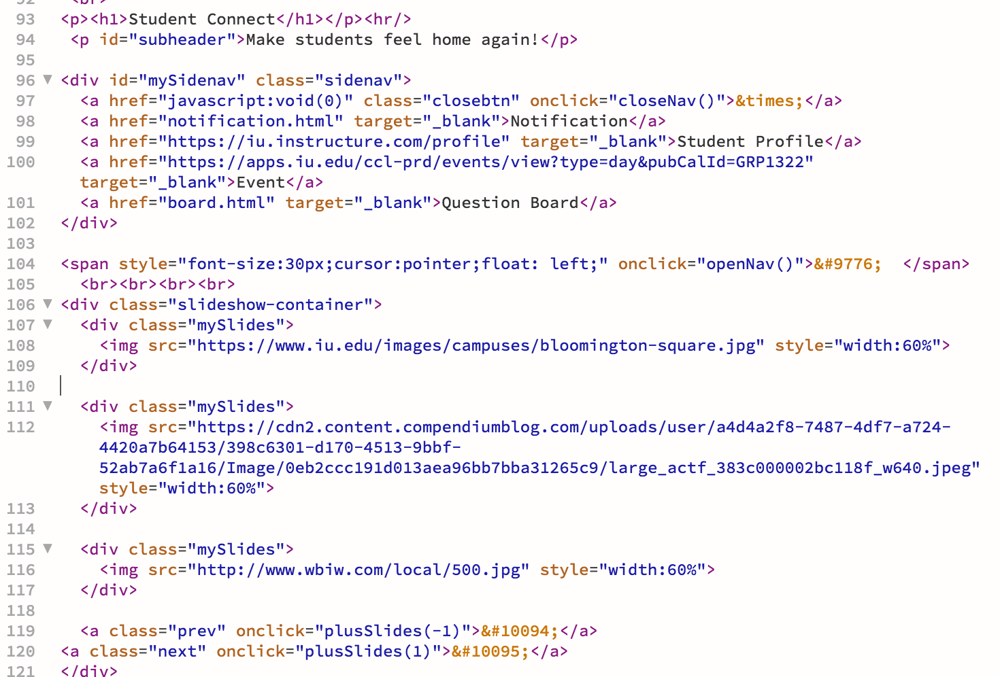 92 <br>
93 <p><h1>Student Connect</h1></p><hr/>
94 <p id="subheader">Make students feel home again!</p>
95
96 ▼ <div id="mySidenav" class="sidenav">
97 <a href="javascript:void(0)" class="closebtn" onclick="closeNav()">&times;</a>
98 <a href="notification.html" target="_blank">Notification</a>
99 <a href="https://iu.instructure.com/profile" target="_blank">Student Profile</a>
100 <a href="https://apps.iu.edu/ccl-prd/events/view?type=day&pubCalId=GRP1322"
target="_blank">Event</a>
101 <a href="board.html" target="_blank">Question Board</a>
102 </div>
103
104 <span style="font-size:30px;cursor:pointer;float: left;" onclick="openNav()">&#9776;  </span>
105 <br><br><br><br>
106 ▼ <div class="slideshow-container">
107 ▼ <div class="mySlides">
108 <img src="https://www.iu.edu/images/campuses/bloomington-square.jpg" style="width:60%">
109 </div>
110
111 ▼ <div class="mySlides">
112 <img src="https://cdn2.content.compendiumblog.com/uploads/user/a4d4a2f8-7487-4df7-a724-
4420a7b64153/398c6301-d170-4513-9bbf-
52ab7a6f1a16/Image/0eb2ccc191d013aea96bb7bba31265c9/large_actf_383c000002bc118f_w640.jpeg"
style="width:60%">
113 </div>
114
115 ▼ <div class="mySlides">
116 <img src="http://www.wbiw.com/local/500.jpg" style="width:60%">
117 </div>
118
119 <a class="prev" onclick="plusSlides(-1)">&#10094;</a>
120 <a class="next" onclick="plusSlides(1)">&#10095;</a>
121 </div>